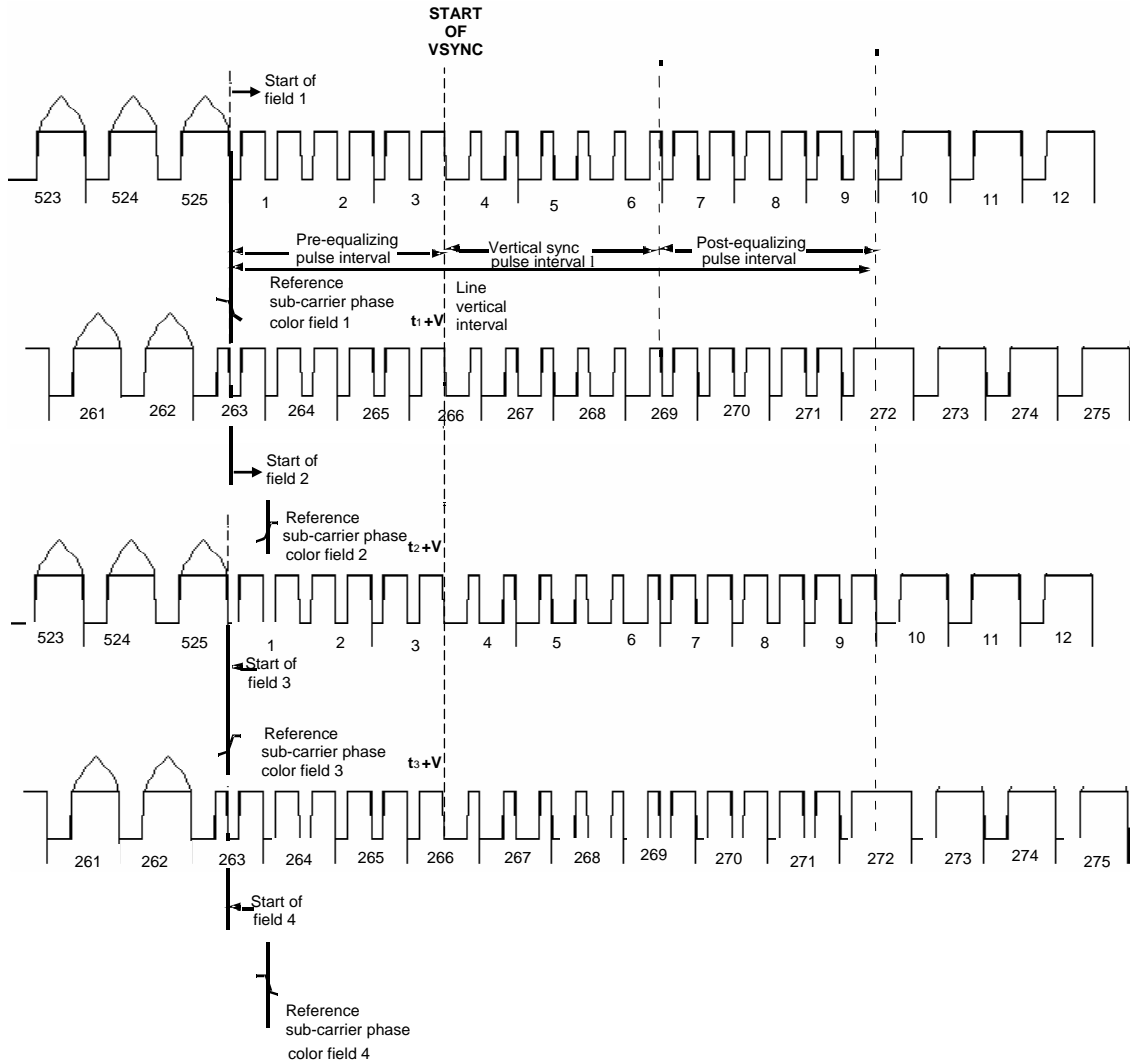 START
OF
VSYNC
Start of
field 1
523 524 525 1 2 3 4 5 6 7 8 9 10 11 12
Pre-equalizing
pulse interval
Vertical sync
pulse interval l
Post-equalizing
pulse interval
Reference
sub-carrier phase
color field 1
t1+V
Line
vertical
interval
261 262 263 264 265 266 267 268 269 270 271 272 273 274 275
Start of
field 2
Reference
sub-carrier phase
color field 2
t2+V
523 524 525 1 2 3 4 5 6 7 8 9 10 11 12
Start of
field 3
Reference
sub-carrier phase
color field 3
t3+V
261 262 263 264 265 266 267 268 269 270 271 272 273 274 275
Start of
field 4
Reference
sub-carrier phase
color field 4